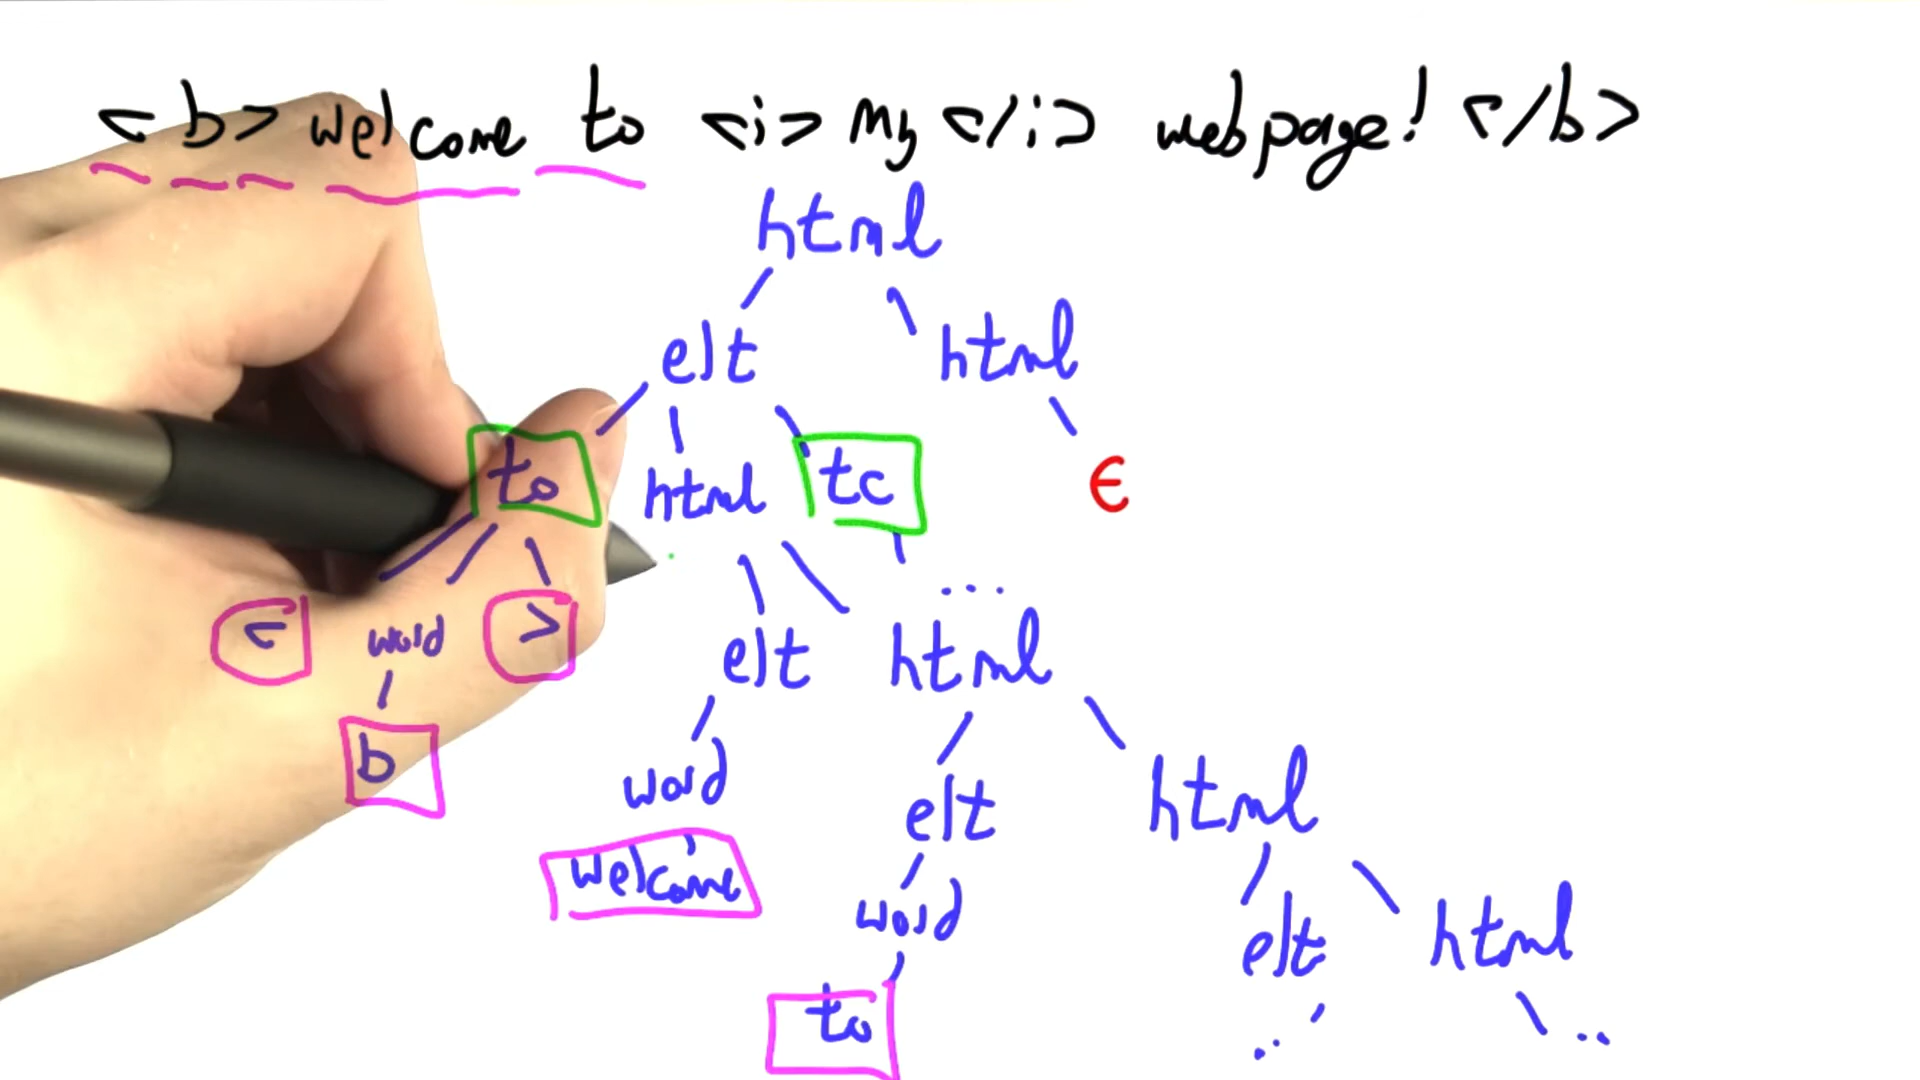 <b> Welcome to <i> My </i> webpage! </b>
html
elt html
to html tc ϵ
< word > ...
elt html
b word elt html
Welcome word elt html
to .. ..